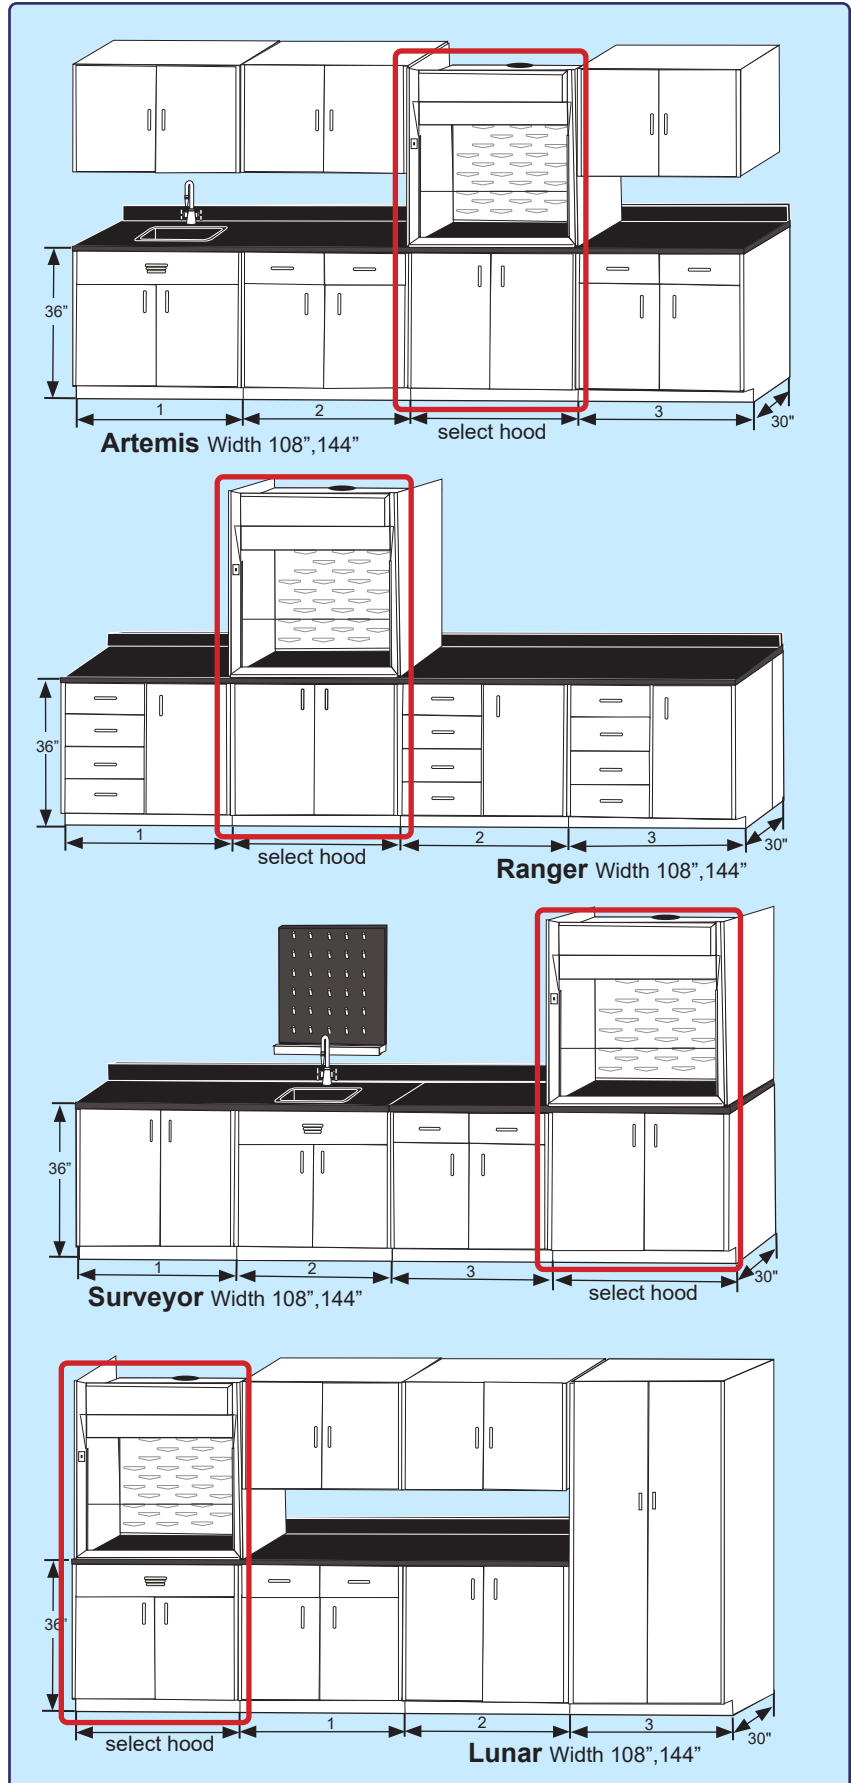 36”
1
2
select hood
3
30"
Artemis Width 108”,144”
36”
1
select hood
2
3
30"
Ranger Width 108”,144”
36”
1
2
3
select hood
30"
Surveyor Width 108”,144”
36”
select hood
1
2
3
30"
Lunar Width 108”,144”